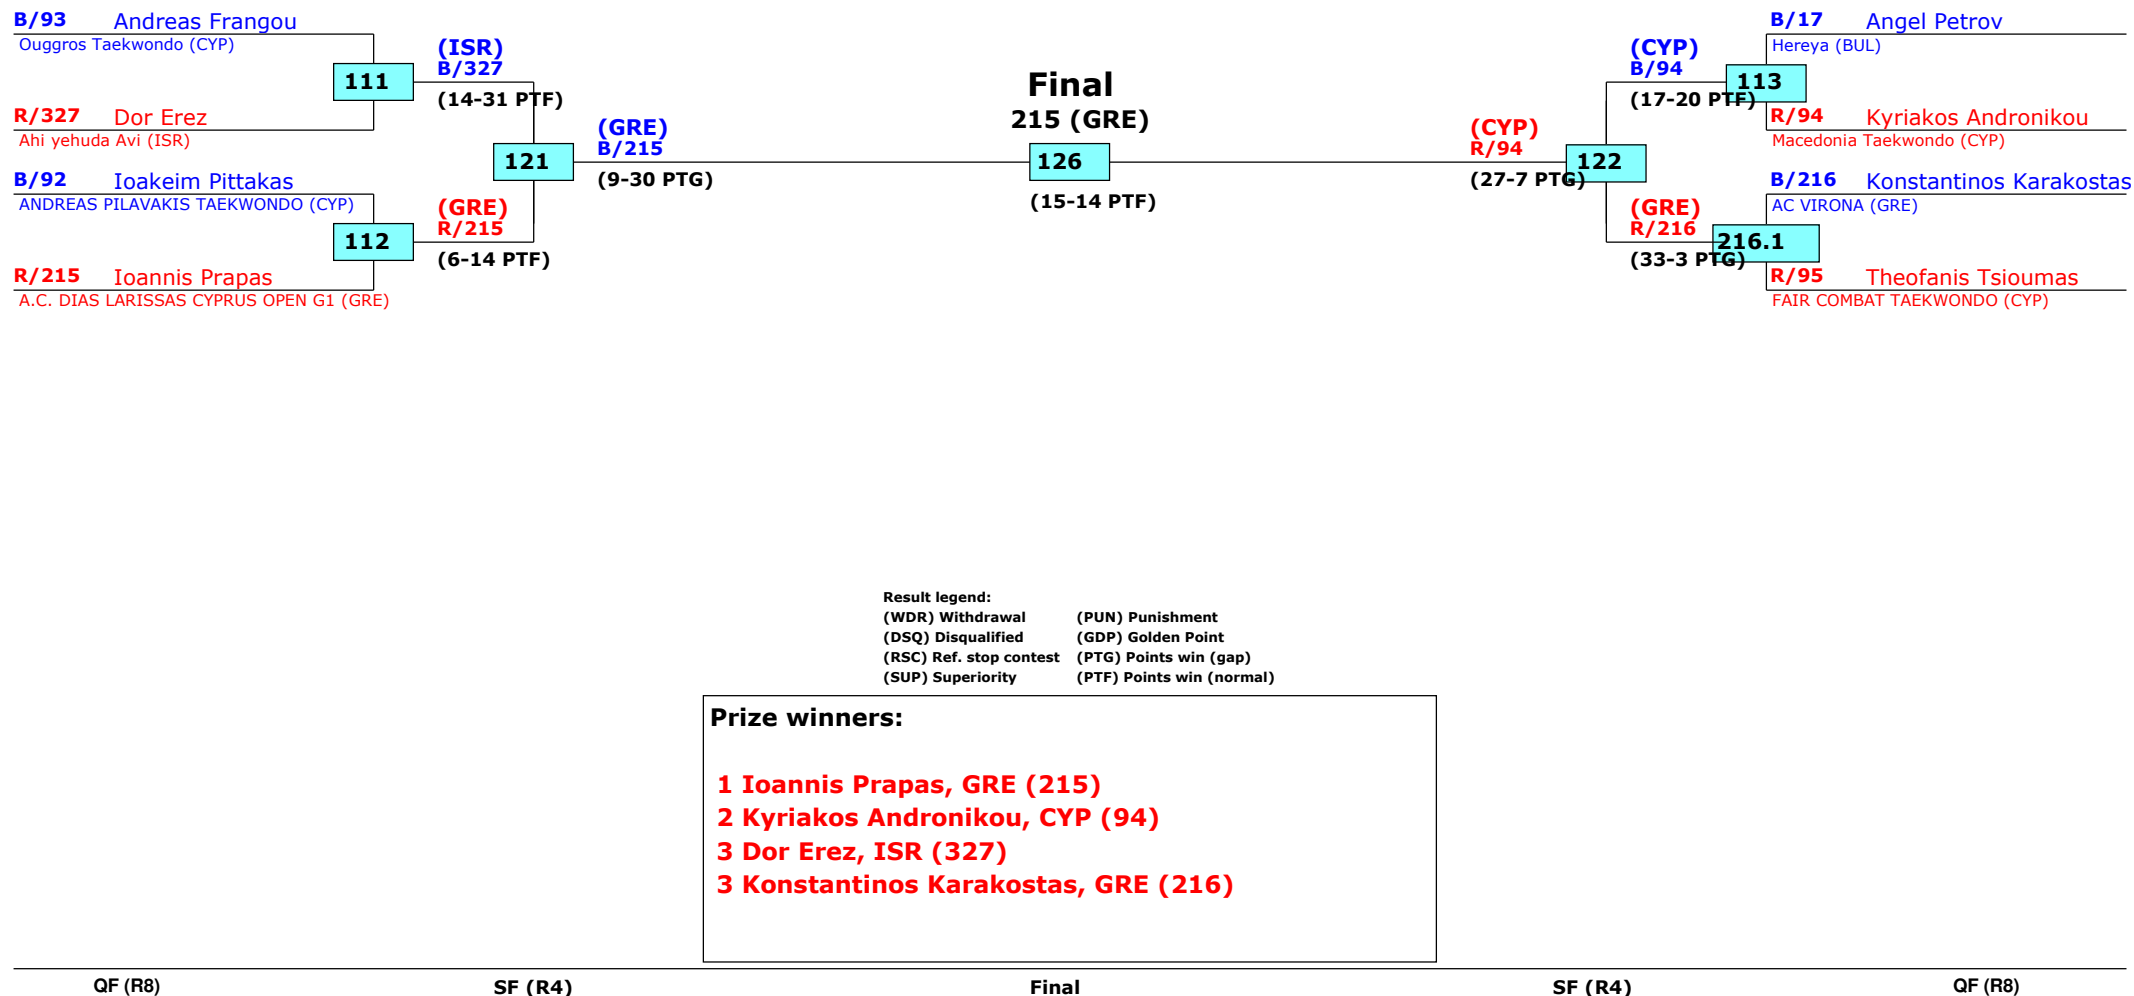 B/93 Andreas Frangou
Ouggros Taekwondo (CYP)
111
R/327 Dor Erez
Ahi yehuda Avi (ISR)
B/92 Ioakeim Pittakas
ANDREAS PILAVAKIS TAEKWONDO (CYP)
112
R/215 Ioannis Prapas
A.C. DIAS LARISSAS CYPRUS OPEN G1 (GRE)
(ISR)
B/327
(14-31 PTF)
121
(GRE)
R/215
(6-14 PTF)
(GRE)
B/215
(9-30 PTG)
Final
215 (GRE)
126
(15-14 PTF)
(CYP)
R/94
(27-7 PTG)
122
(CYP)
B/94
(17-20 PTF)
(GRE)
R/216
(33-3 PTG)
B/17 Angel Petrov
Hereya (BUL)
113
R/94 Kyriakos Andronikou
Macedonia Taekwondo (CYP)
B/216 Konstantinos Karakostas
AC VIRONA (GRE)
216.1
R/95 Theofanis Tsioumas
FAIR COMBAT TAEKWONDO (CYP)
Result legend:
(WDR) Withdrawal (PUN) Punishment
(DSQ) Disqualified (GDP) Golden Point
(RSC) Ref. stop contest (PTG) Points win (gap)
(SUP) Superiority (PTF) Points win (normal)
Prize winners:
1 Ioannis Prapas, GRE (215)
2 Kyriakos Andronikou, CYP (94)
3 Dor Erez, ISR (327)
3 Konstantinos Karakostas, GRE (216)
QF (R8) SF (R4) Final SF (R4) QF (R8)